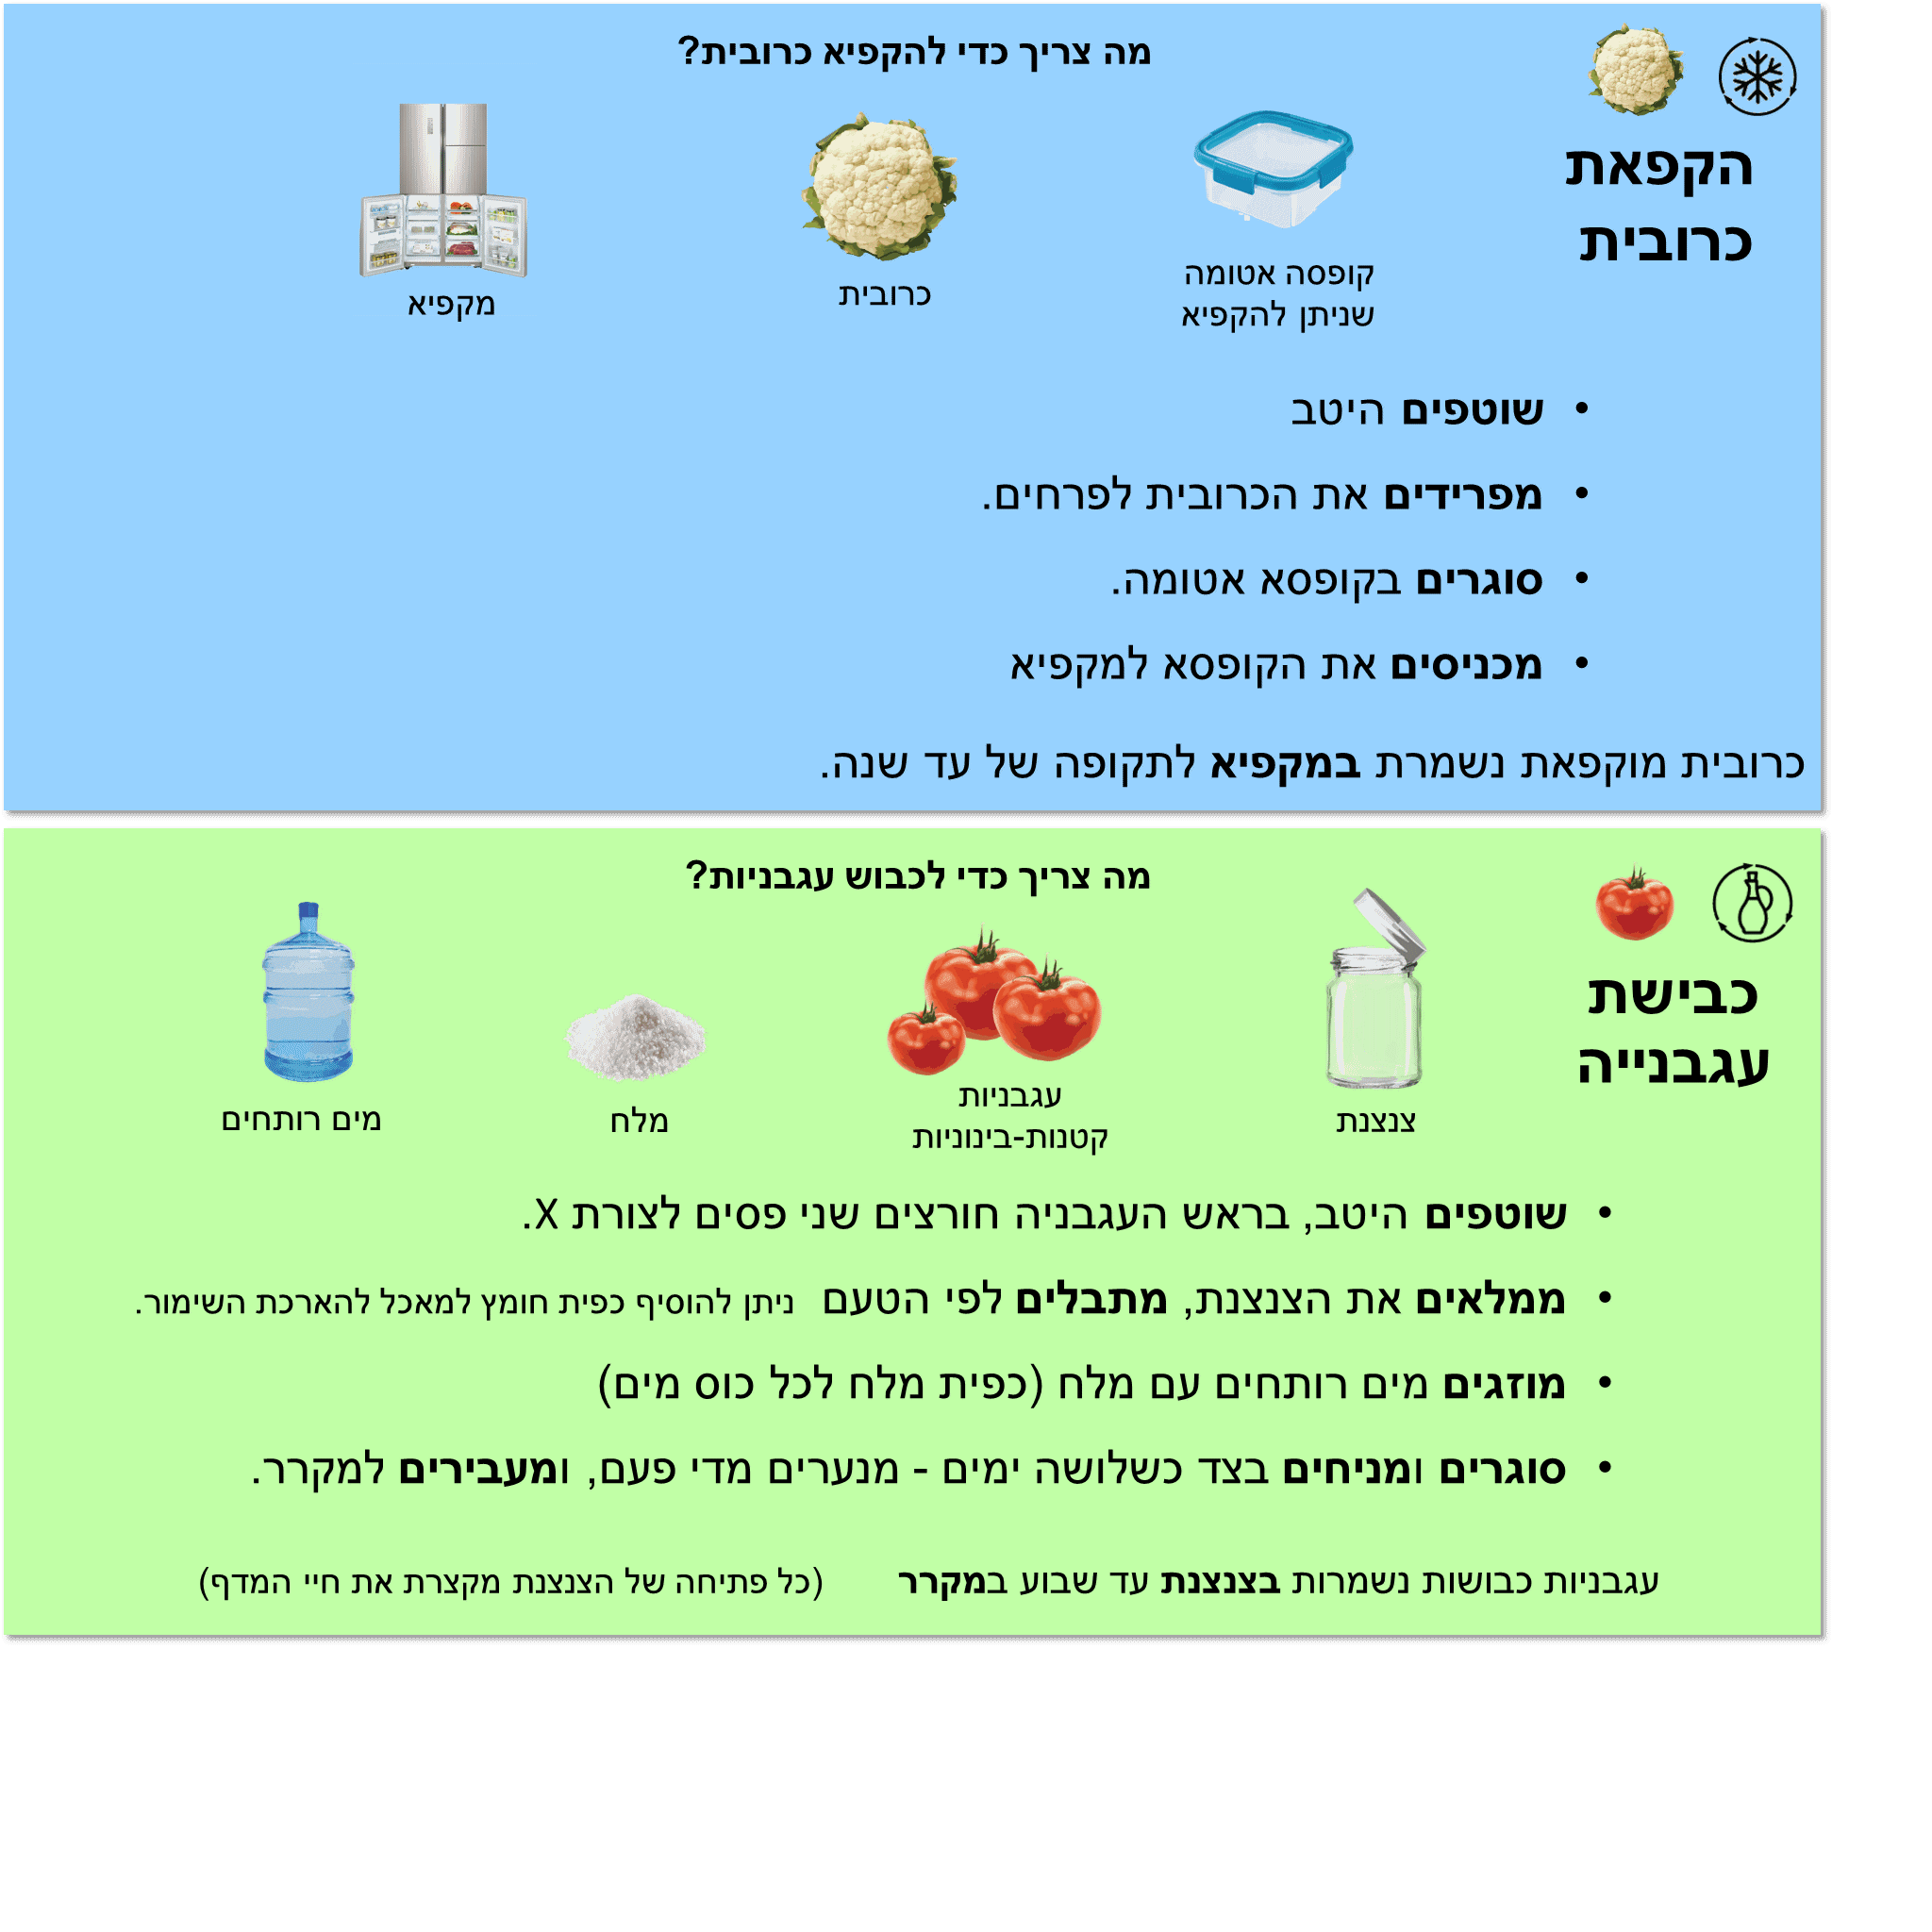 מה צריך כדי להקפיא כרובית?
הקפאת
כרובית
קופסה אטומה
שניתן להקפיא
כרובית
מקפיא
• שוטפים היטב
• מפרידים את הכרובית לפרחים.
• סוגרים בקופסא אטומה.
• מכניסים את הקופסא למקפיא
כרובית מוקפאת נשמרת במקפיא לתקופה של עד שנה.
מה צריך כדי לכבוש עגבניות?
כבישת
עגבנייה
צנצנת
עגבניות
קטנות-בינוניות
מלח
מים רותחים
• שוטפים היטב, בראש העגבניה חורצים שני פסים לצורת X.
• ממלאים את הצנצנת, מתבלים לפי הטעם ניתן להוסיף כפית חומץ למאכל להארכת השימור.
• מוזגים מים רותחים עם מלח (כפית מלח לכל כוס מים)
• סוגרים ומניחים בצד כשלושה ימים - מנערים מדי פעם, ומעבירים למקרר.
עגבניות כבושות נשמרות בצנצנת עד שבוע במקרר (כל פתיחה של הצנצנת מקצרת את חיי המדף)